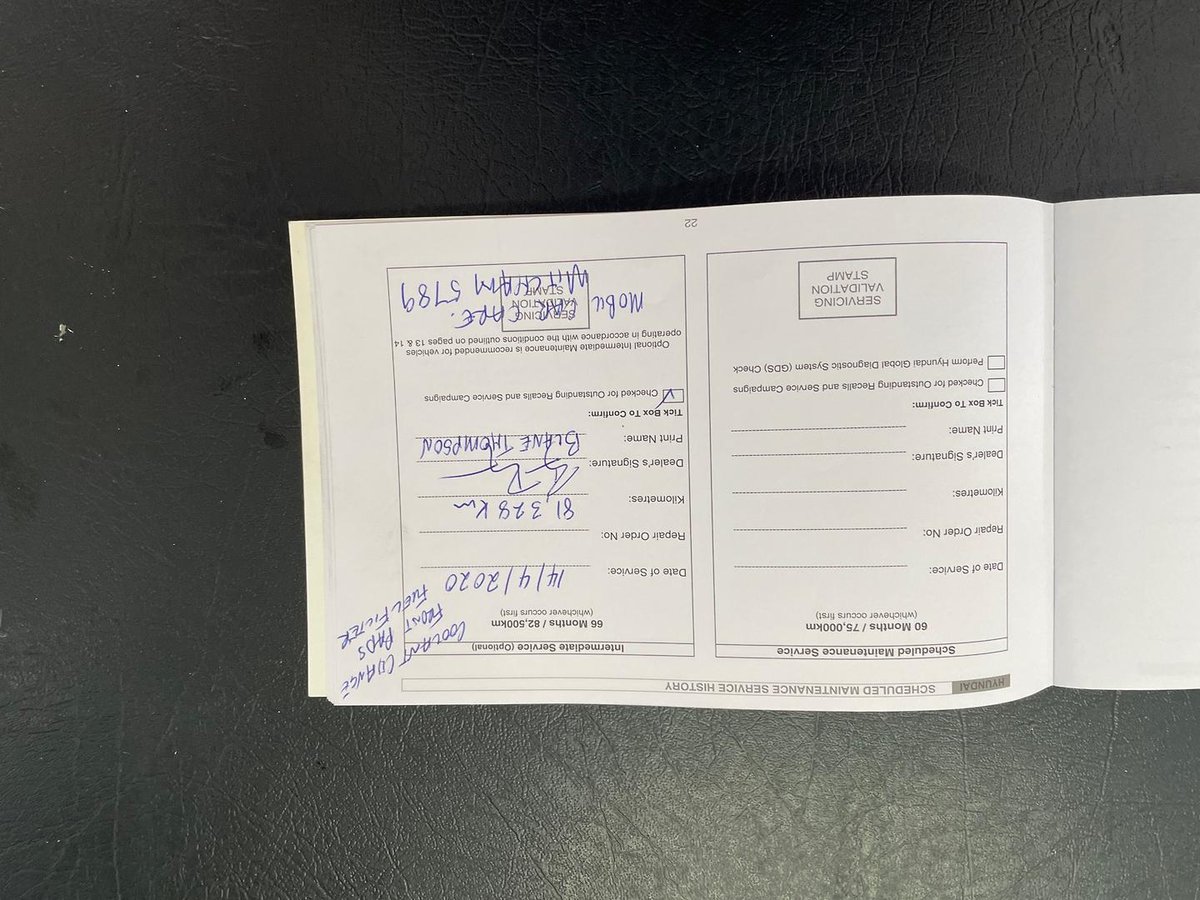 HYUNDAI SCHEDULED MAINTENANCE SERVICE HISTORY
Scheduled Maintenance Service
60 Months / 75,000km
(whichever occurs first)
Date of Service:
Repair Order No:
Kilometres:
Dealer's Signature:
Print Name:
Tick Box To Confirm:
Checked for Outstanding Recalls and Service Campaigns
Perform Hyundai Global Diagnostic System (GDS) Check
SERVICING
VALIDATION
STAMP
COOLANT CHANGE
FRONT PADS
FUEL FILTER
Intermediate Service (Optional)
66 Months / 82,500km
(whichever occurs first)
Date of Service: 14/4/2020
Repair Order No:
Kilometres: 81,328 Km
Dealer's Signature:
Print Name: BLANE THOMPSON
Tick Box To Confirm:
Checked for Outstanding Recalls and Service Campaigns
Optional Intermediate Maintenance is recommended for vehicles
operating in accordance with the conditions outlined on pages 13 & 14
SERVICING
VALIDATION
STAMP
CAR CARE.
MITCHAM 5789
22